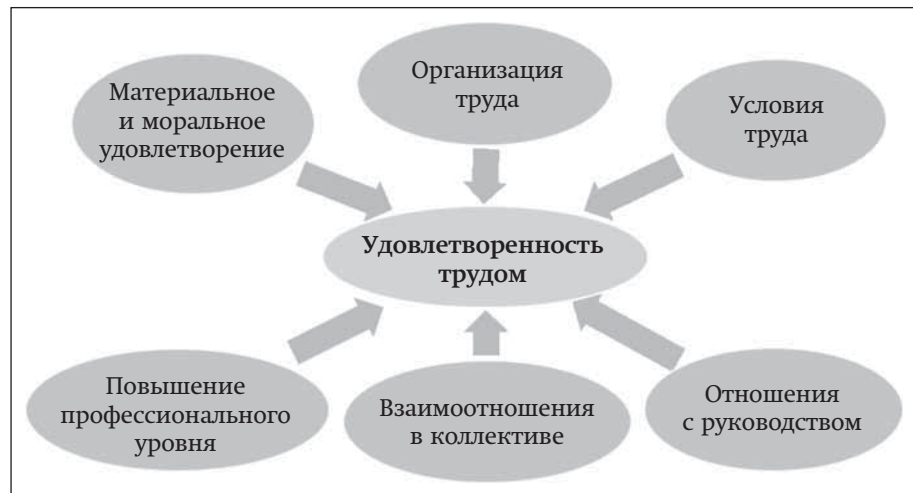 Материальное
и моральное
удовлетворение
Организация
труда
Условия
труда
Удовлетворенность
трудом
Повышение
профессионального
уровня
Взаимоотношения
в коллективе
Отношения
с руководством